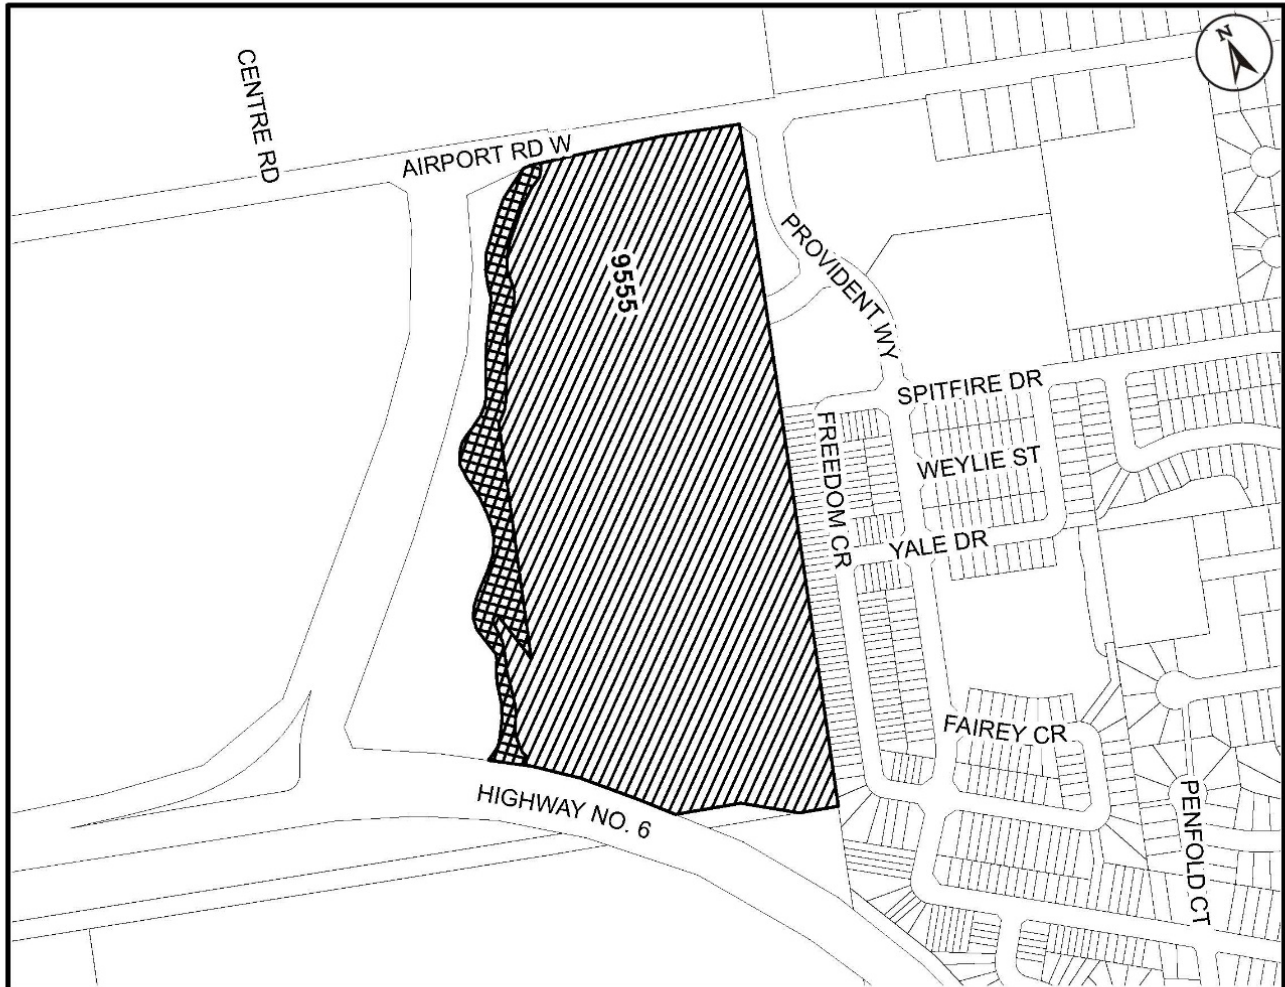 N
CENTRE RD
AIRPORT RD W
9555
PROVIDENT WY
SPITFIRE DR
FREEDOM CR
WEYLIE ST
YALE DR
FAIREY CR
HIGHWAY NO. 6
PENFOLD CT